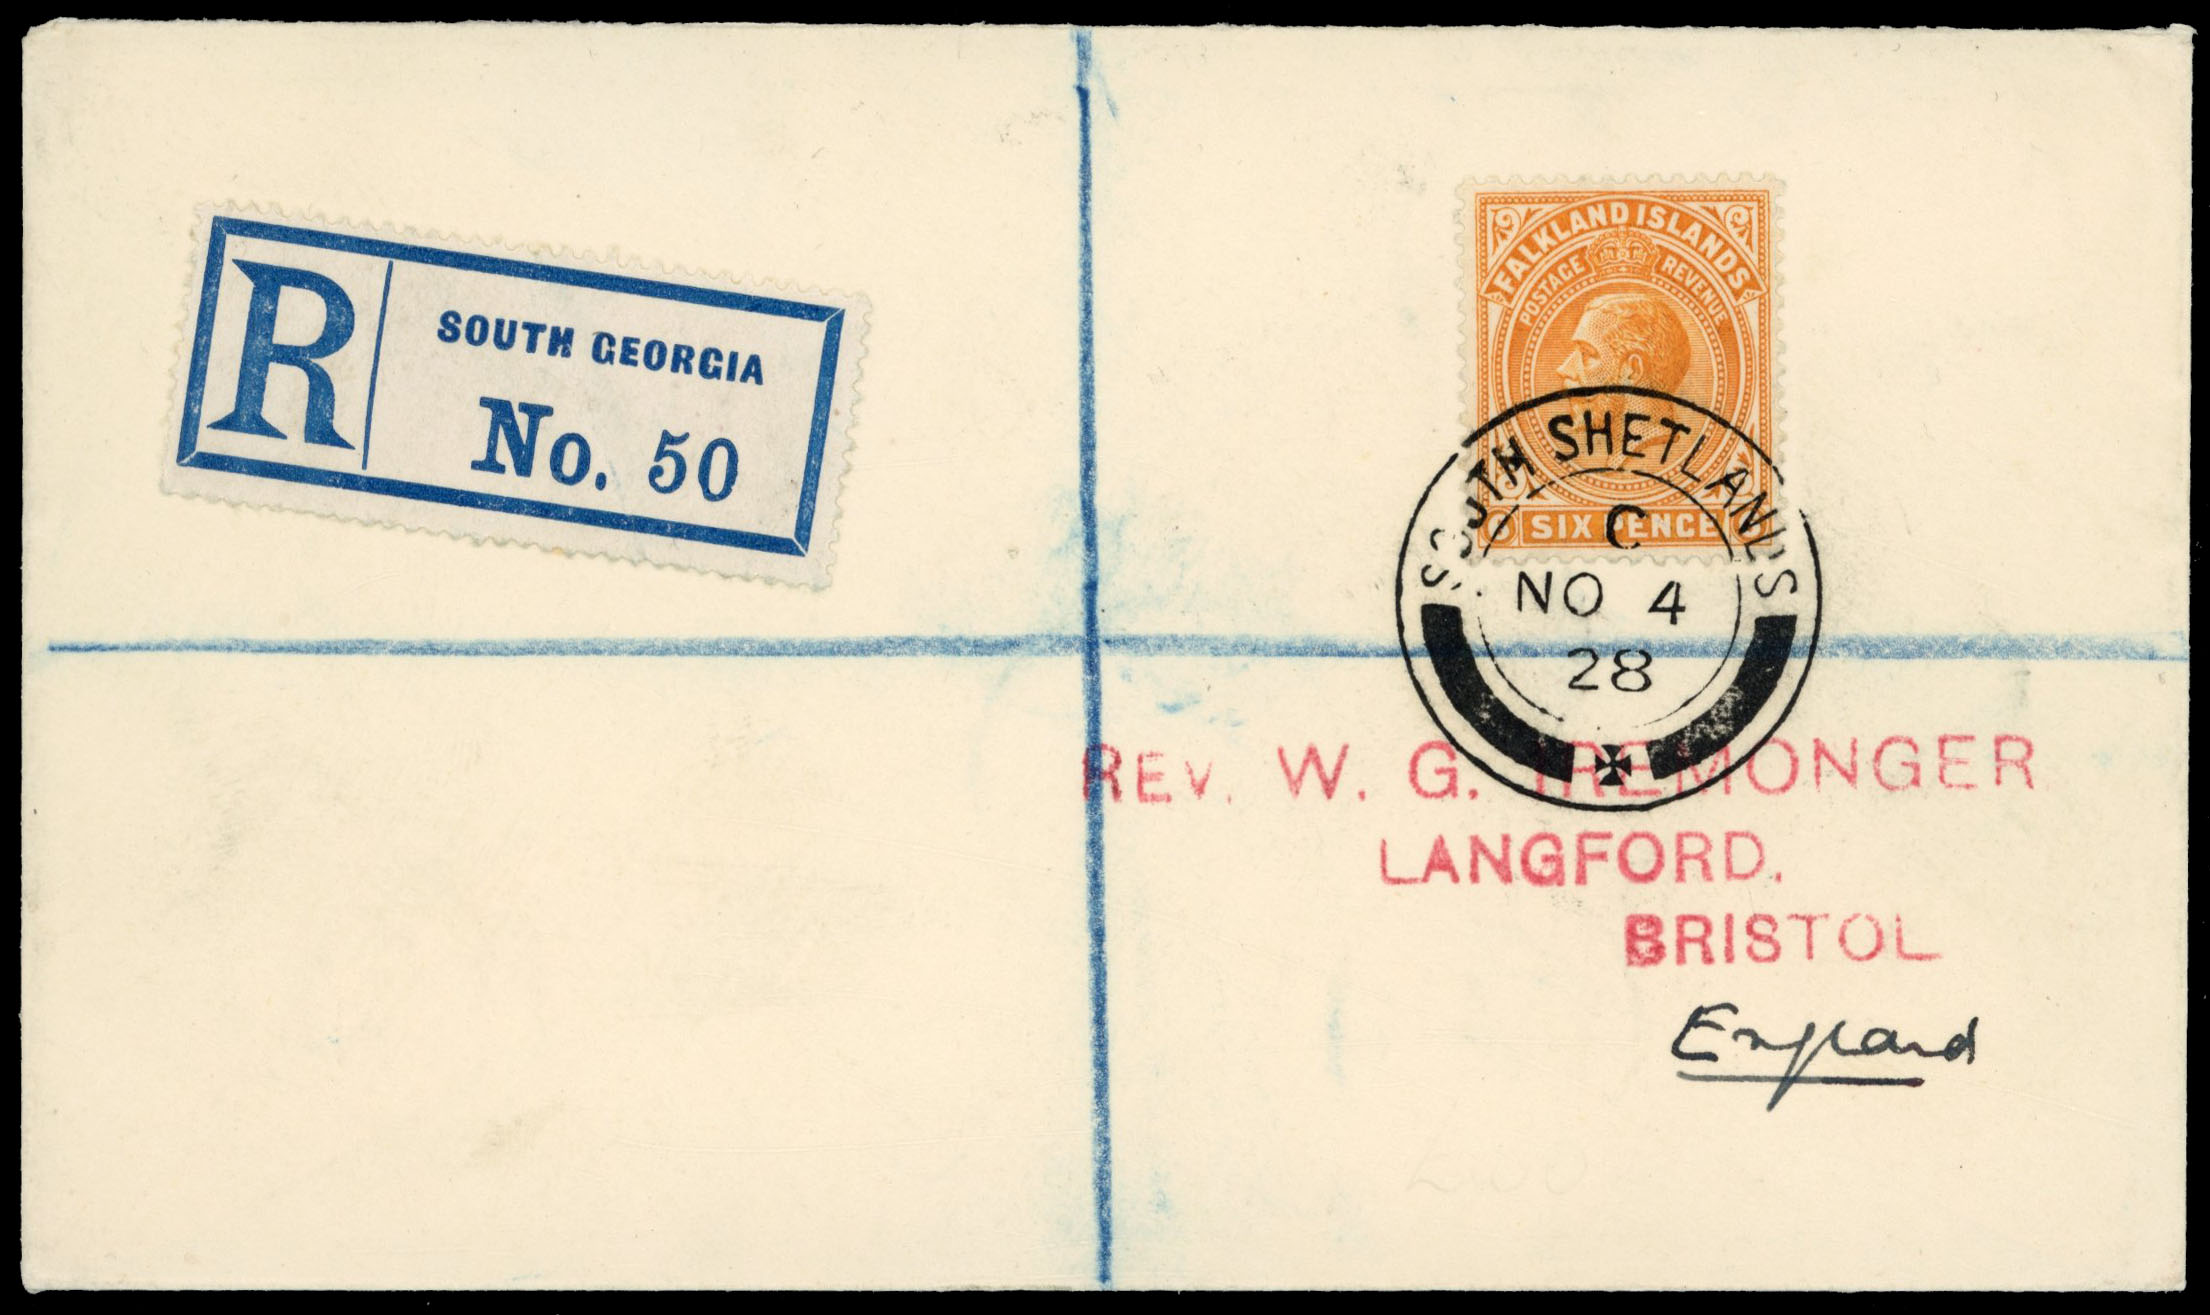 R
SOUTH GEORGIA
No. 50
FALKLAND ISLANDS
POSTAGE REVENUE
SIX PENCE
SOUTH SHETLANDS
C
NO 4
28
REV. W. G. IREMONGER
LANGFORD.
BRISTOL
England